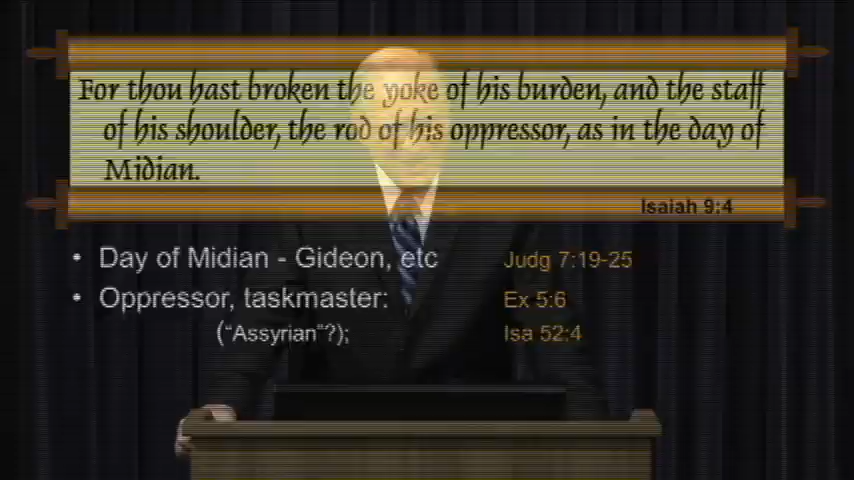 For thou hast broken the yoke of his burden, and the staff
of his shoulder, the rod of his oppressor, as in the day of
Midian.
Isaiah 9:4
• Day of Midian - Gideon, etc Judg 7:19-25
• Oppressor, taskmaster: Ex 5:6
("Assyrian"?); Isa 52:4